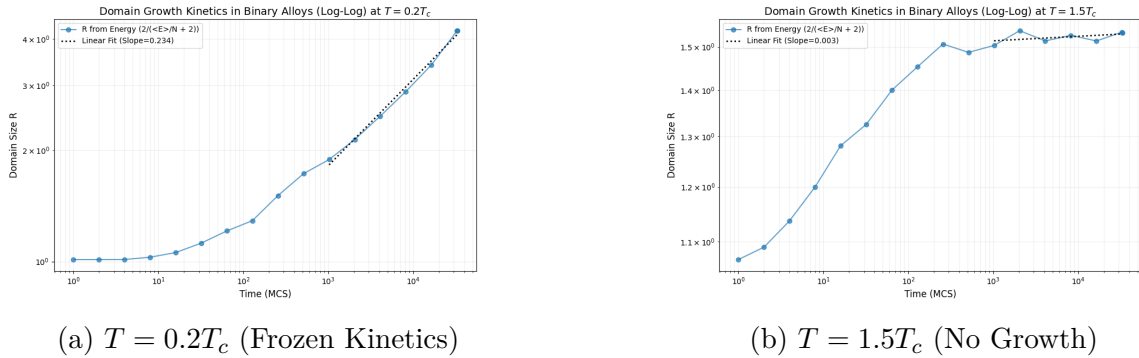 Domain Growth Kinetics in Binary Alloys (Log-Log) at T = 0.2T_c
R from Energy (2/(<E>/N + 2))
Linear Fit (Slope=0.234)
4 × 10^0
3 × 10^0
2 × 10^0
10^0
Domain Size R
10^0 10^1 10^2 10^3 10^4
Time (MCS)
(a) T = 0.2T_c (Frozen Kinetics)
Domain Growth Kinetics in Binary Alloys (Log-Log) at T = 1.5T_c
R from Energy (2/(<E>/N + 2))
Linear Fit (Slope=0.003)
1.5 × 10^0
1.4 × 10^0
1.3 × 10^0
1.2 × 10^0
1.1 × 10^0
Domain Size R
10^0 10^1 10^2 10^3 10^4
Time (MCS)
(b) T = 1.5T_c (No Growth)